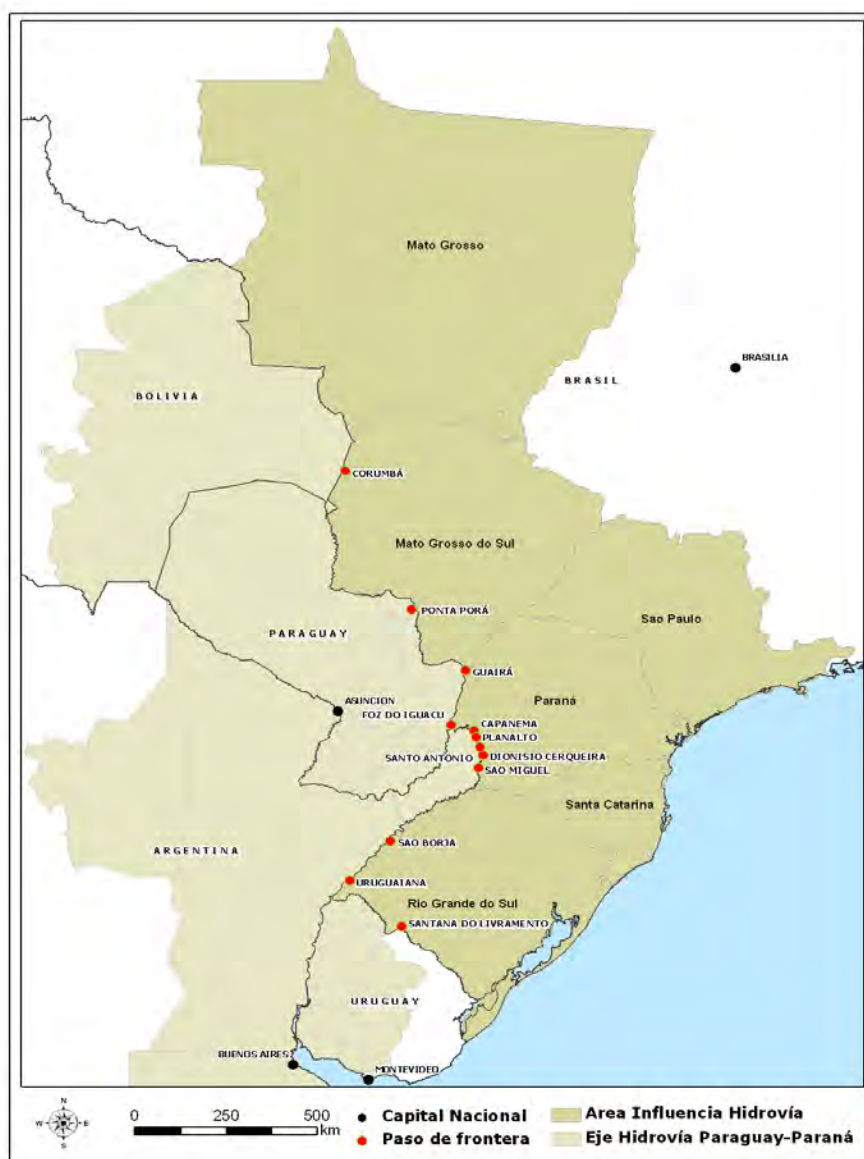 Mato Grosso
BRASILIA
BRASIL
BOLIVIA
CORUMBÁ
Mato Grosso do Sul
PONTA PORÁ
Sao Paulo
PARAGUAY
GUAIRÁ
Paraná
ASUNCION
FOZ DO IGUACU
CAPANEMA
PLANALTO
SANTO ANTONIO
DIONISIO CERQUEIRA
SAO MIGUEL
Santa Catarina
ARGENTINA
SAO BORJA
URUGUAIANA
Rio Grande do Sul
SANTANA DO LIVRAMENTO
URUGUAY
BUENOS AIRES
MONTEVIDEO
N
W E
S
0 250 500
km
Capital Nacional
Paso de frontera
Area Influencia Hidrovía
Eje Hidrovía Paraguay-Paraná